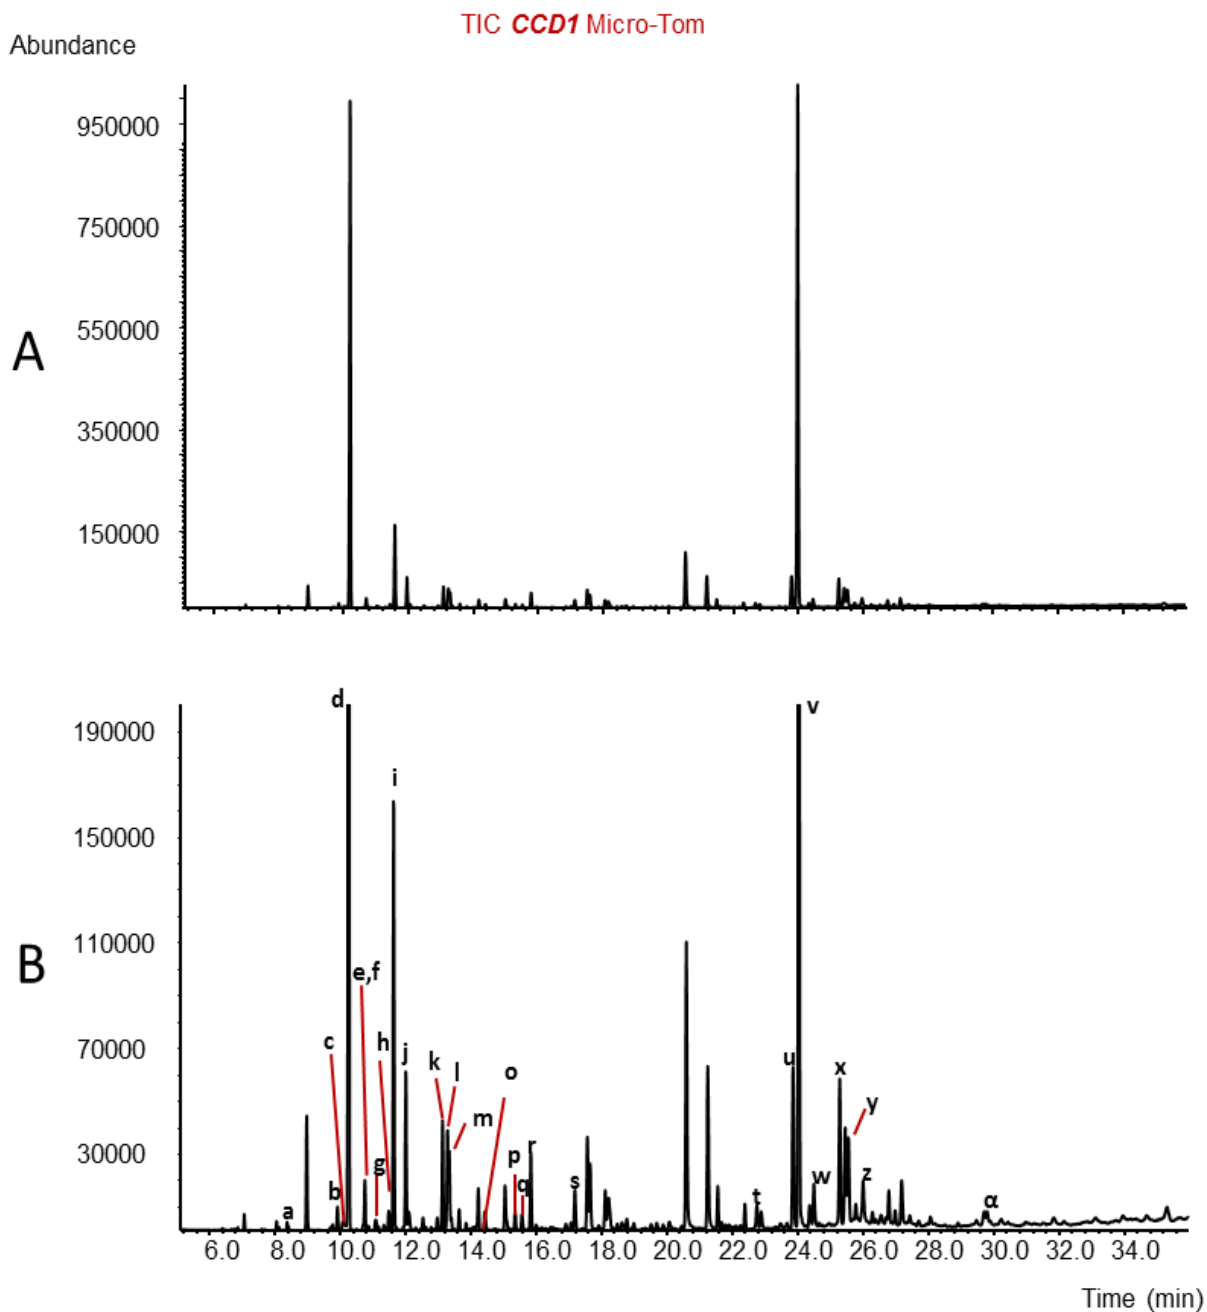 TIC CCD1 Micro-Tom
Abundance
950000
750000
A
550000
350000
150000
d
v
190000
i
150000
B
110000
e,f
c
h
j
k
l
o
70000
u
x
m
y
30000
g
p
r
b
q
s
w
z
a
t
α
6.0 8.0 10.0 12.0 14.0 16.0 18.0 20.0 22.0 24.0 26.0 28.0 30.0 32.0 34.0
Time (min)